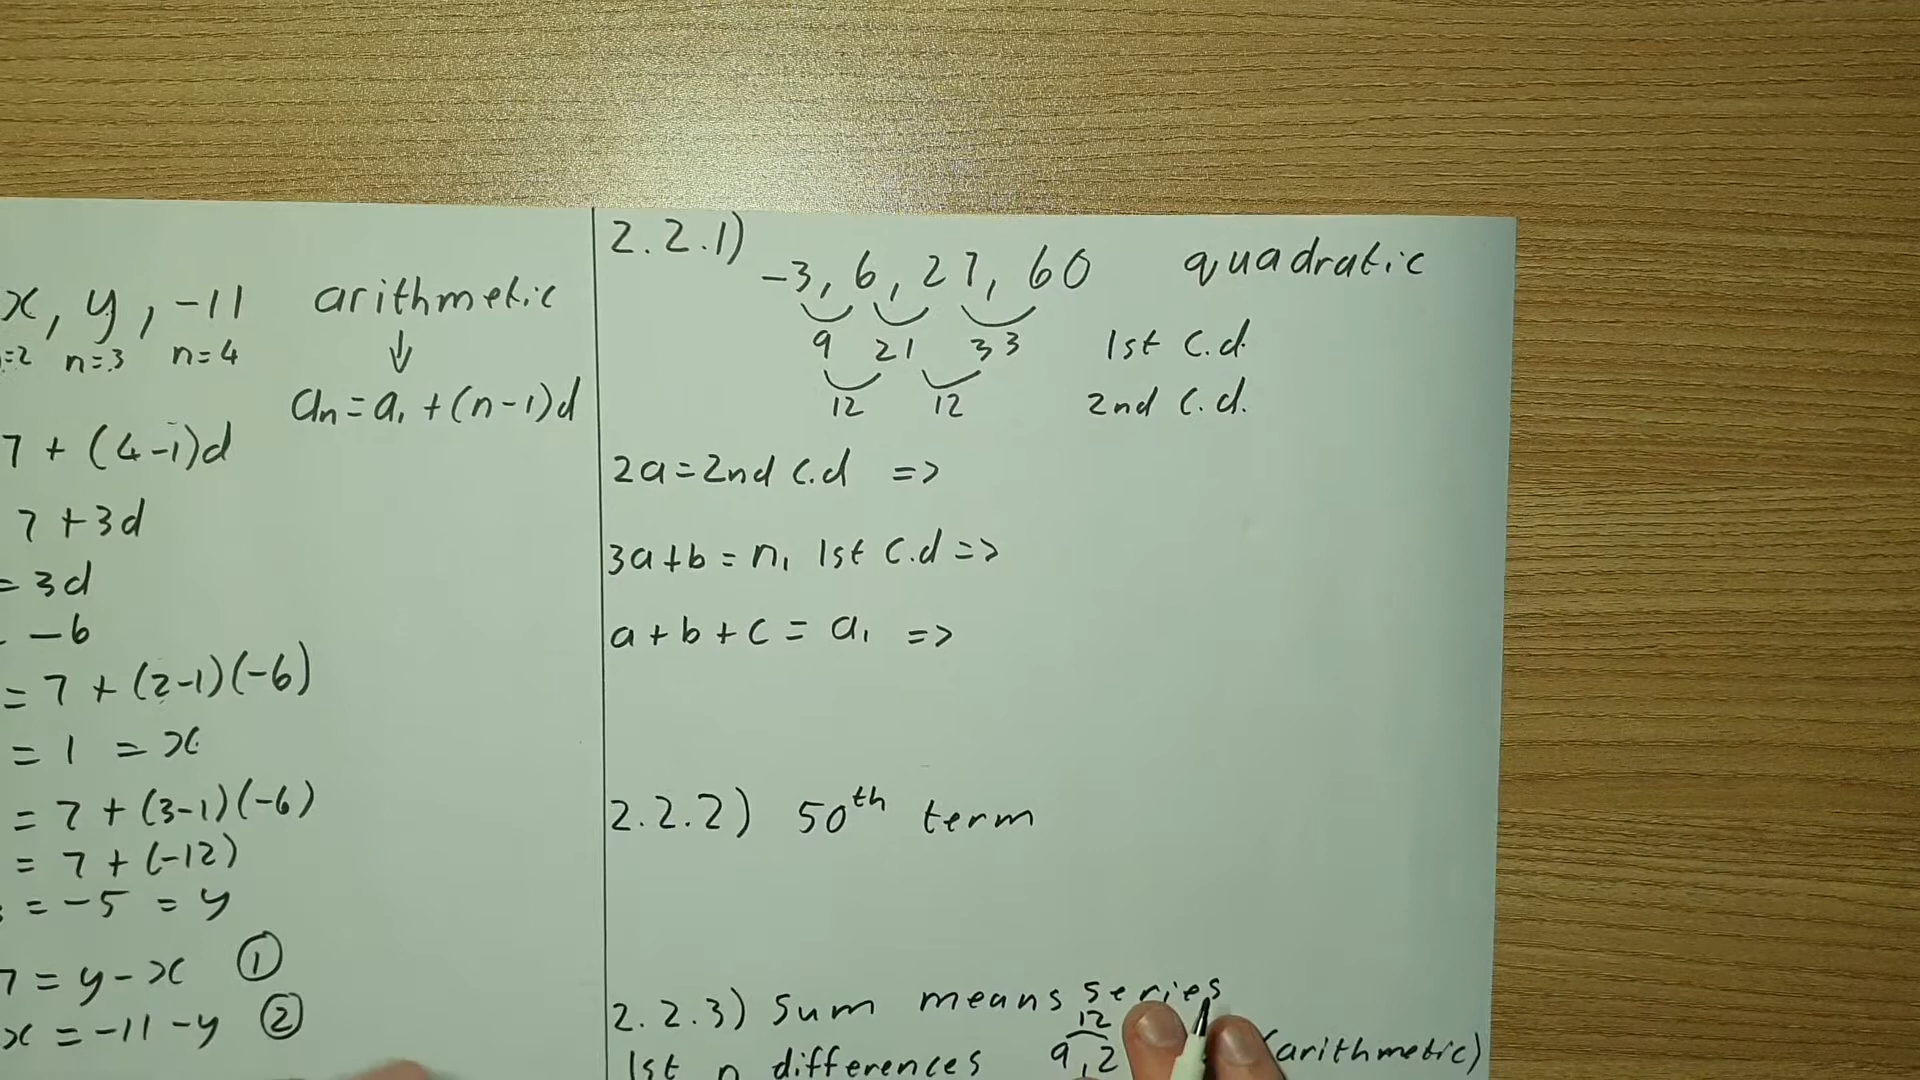 x, y, -11 arithmetic
=2 n=3 n=4 ↓
an = a1 + (n-1)d
7 + (4-1)d
7 + 3d
= 3d
-6
= 7 + (2-1)(-6)
= 1 = x
= 7 + (3-1)(-6)
= 7 + (-12)
= -5 = y
7 = y - x ①
x = -11 - y ②
2.2.1)
-3, 6, 27, 60 quadratic
9 21 33 1st C.d.
12 12 2nd C.d.
2a = 2nd C.d =>
3a + b = n1 1st C.d =>
a + b + c = a1 =>
2.2.2) 50th term
2.2.3) Sum means series
12
1st n differences 9, 2 (arithmetic)